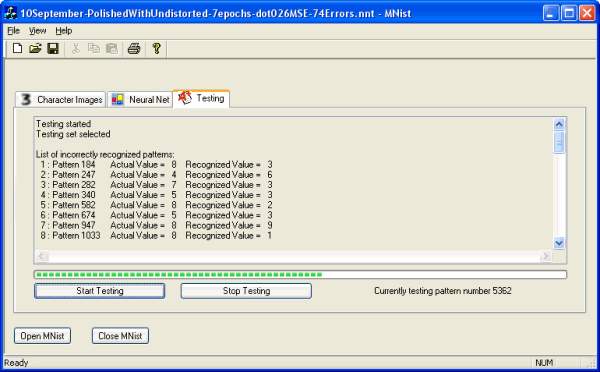 10September-PolishedWithUndistorted-7epochs-dot026MSE-74Errors.nnt - MNist
File View Help
Character Images Neural Net Testing
Testing started
Testing set selected
List of incorrectly recognized patterns:
1 : Pattern 184 Actual Value = 8 Recognized Value = 3
2 : Pattern 247 Actual Value = 4 Recognized Value = 6
3 : Pattern 282 Actual Value = 7 Recognized Value = 3
4 : Pattern 340 Actual Value = 5 Recognized Value = 3
5 : Pattern 582 Actual Value = 8 Recognized Value = 2
6 : Pattern 674 Actual Value = 5 Recognized Value = 3
7 : Pattern 947 Actual Value = 8 Recognized Value = 9
8 : Pattern 1033 Actual Value = 8 Recognized Value = 1
Start Testing Stop Testing Currently testing pattern number 5362
Open MNist Close MNist
Ready NUM